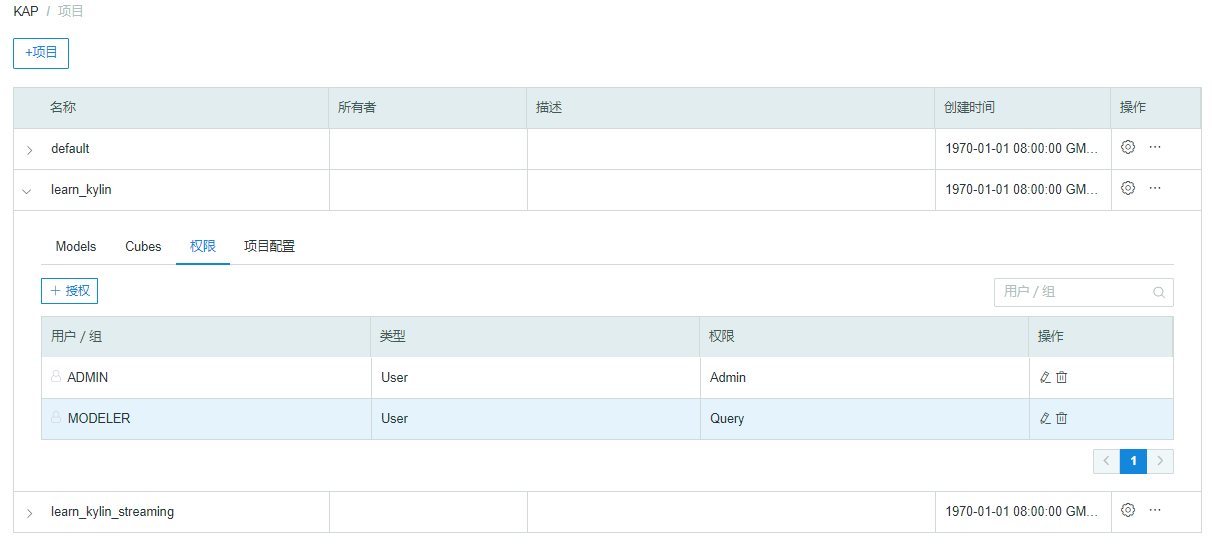 KAP / 项目
+项目
名称 所有者 描述 创建时间 操作
default 1970-01-01 08:00:00 GM... ...
learn_kylin 1970-01-01 08:00:00 GM... ...
Models Cubes 权限 项目配置
+ 授权 用户 / 组
用户 / 组 类型 权限 操作
ADMIN User Admin
MODELER User Query
< 1 >
learn_kylin_streaming 1970-01-01 08:00:00 GM... ...